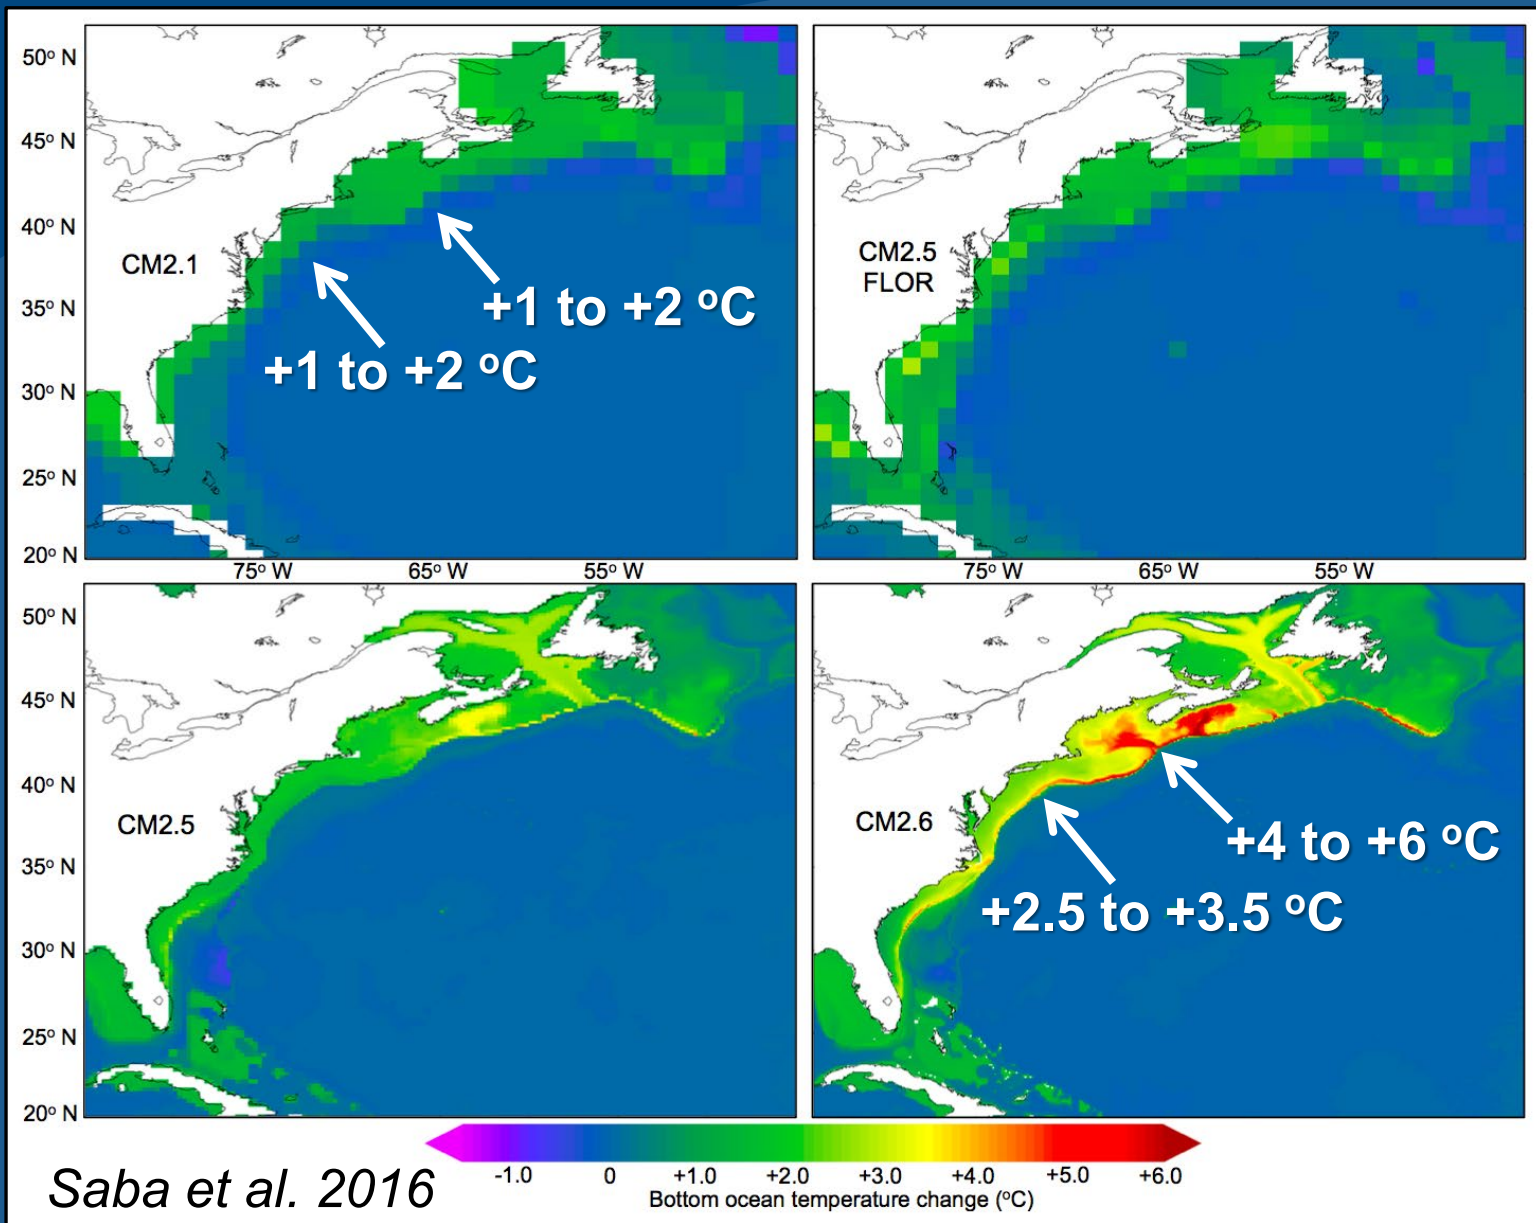 50° N
45° N
40° N
35° N
30° N
25° N
20° N
CM2.1
+1 to +2 °C
+1 to +2 °C
CM2.5
FLOR
75° W
65° W
55° W
75° W
65° W
55° W
50° N
45° N
40° N
35° N
30° N
25° N
20° N
CM2.5
CM2.6
+4 to +6 °C
+2.5 to +3.5 °C
-1.0
0
+1.0
+2.0
+3.0
+4.0
+5.0
+6.0
Bottom ocean temperature change (°C)
Saba et al. 2016